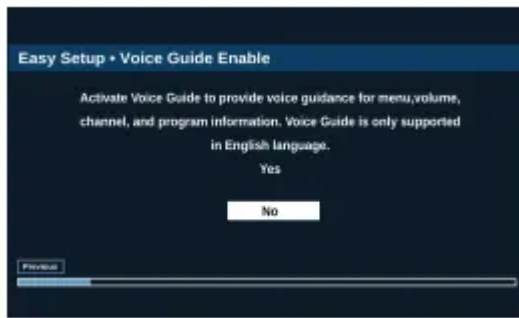 Easy Setup • Voice Guide Enable
Activate Voice Guide to provide voice guidance for menu,volume,
channel, and program information. Voice Guide is only supported
in English language.
Yes
No
Previous